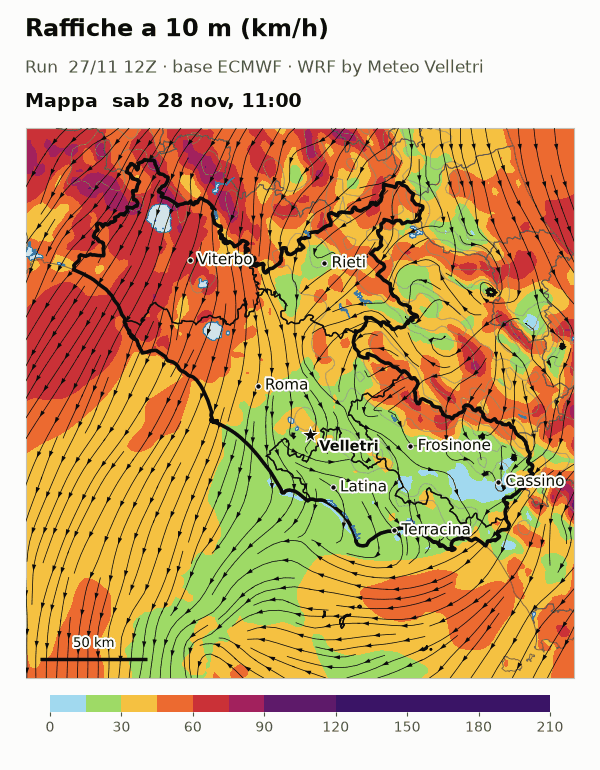 Raffiche a 10 m (km/h)
Run 27/11 12Z · base ECMWF · WRF by Meteo Velletri
Mappa sab 28 nov, 11:00
Viterbo
Rieti
Roma
Velletri
Frosinone
Latina
Cassino
Terracina
50 km
0 30 60 90 120 150 180 210